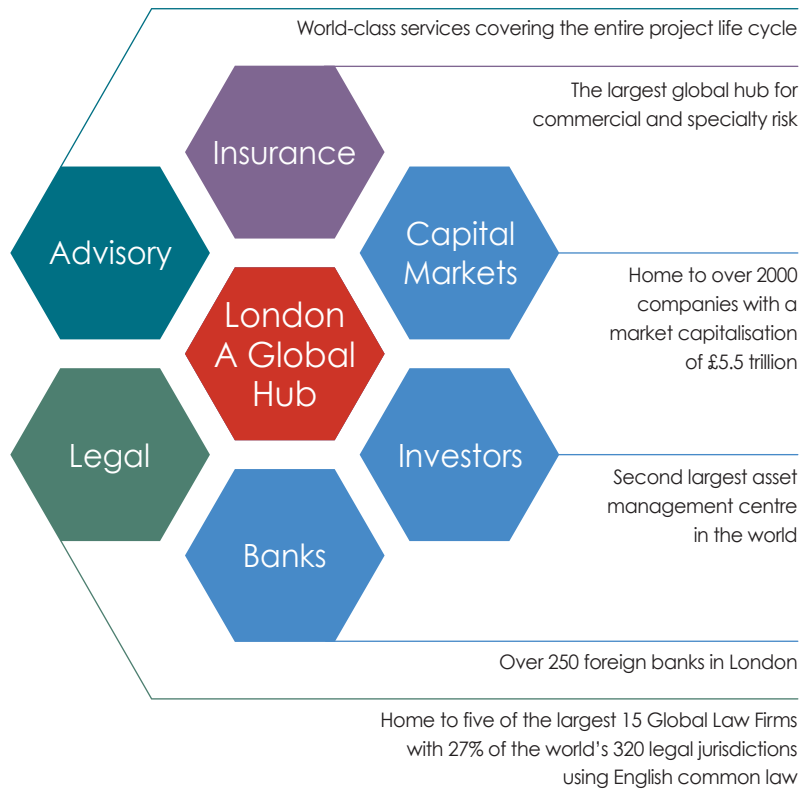 World-class services covering the entire project life cycle
Insurance
The largest global hub for
commercial and specialty risk
Advisory
Capital
Markets
Home to over 2000
companies with a
market capitalisation
of £5.5 trillion
London
A Global
Hub
Legal
Investors
Second largest asset
management centre
in the world
Banks
Over 250 foreign banks in London
Home to five of the largest 15 Global Law Firms
with 27% of the world's 320 legal jurisdictions
using English common law